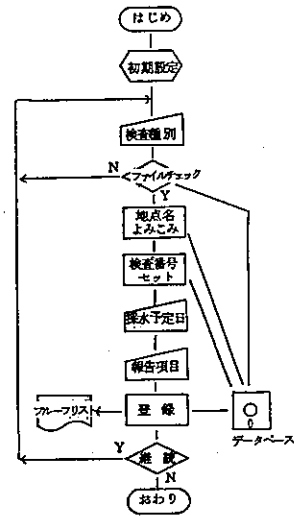 はじめ
初期設定
検査種別
N
ファイルチェック
Y
地点名
よみこみ
検査番号
セット
採水予定日
報告項目
プルーフリスト
登録
データベース
Y
継続
N
おわり